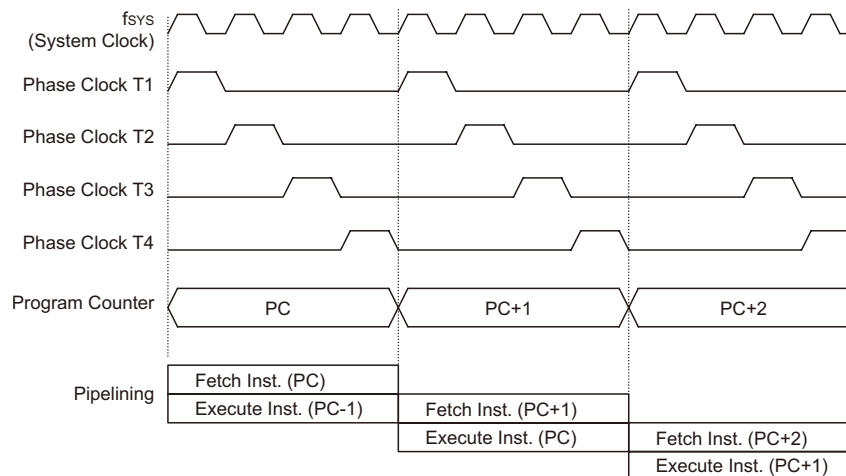 fSYS
(System Clock)
Phase Clock T1
Phase Clock T2
Phase Clock T3
Phase Clock T4
Program Counter
PC
PC+1
PC+2
Pipelining
Fetch Inst. (PC)
Execute Inst. (PC-1)
Fetch Inst. (PC+1)
Execute Inst. (PC)
Fetch Inst. (PC+2)
Execute Inst. (PC+1)